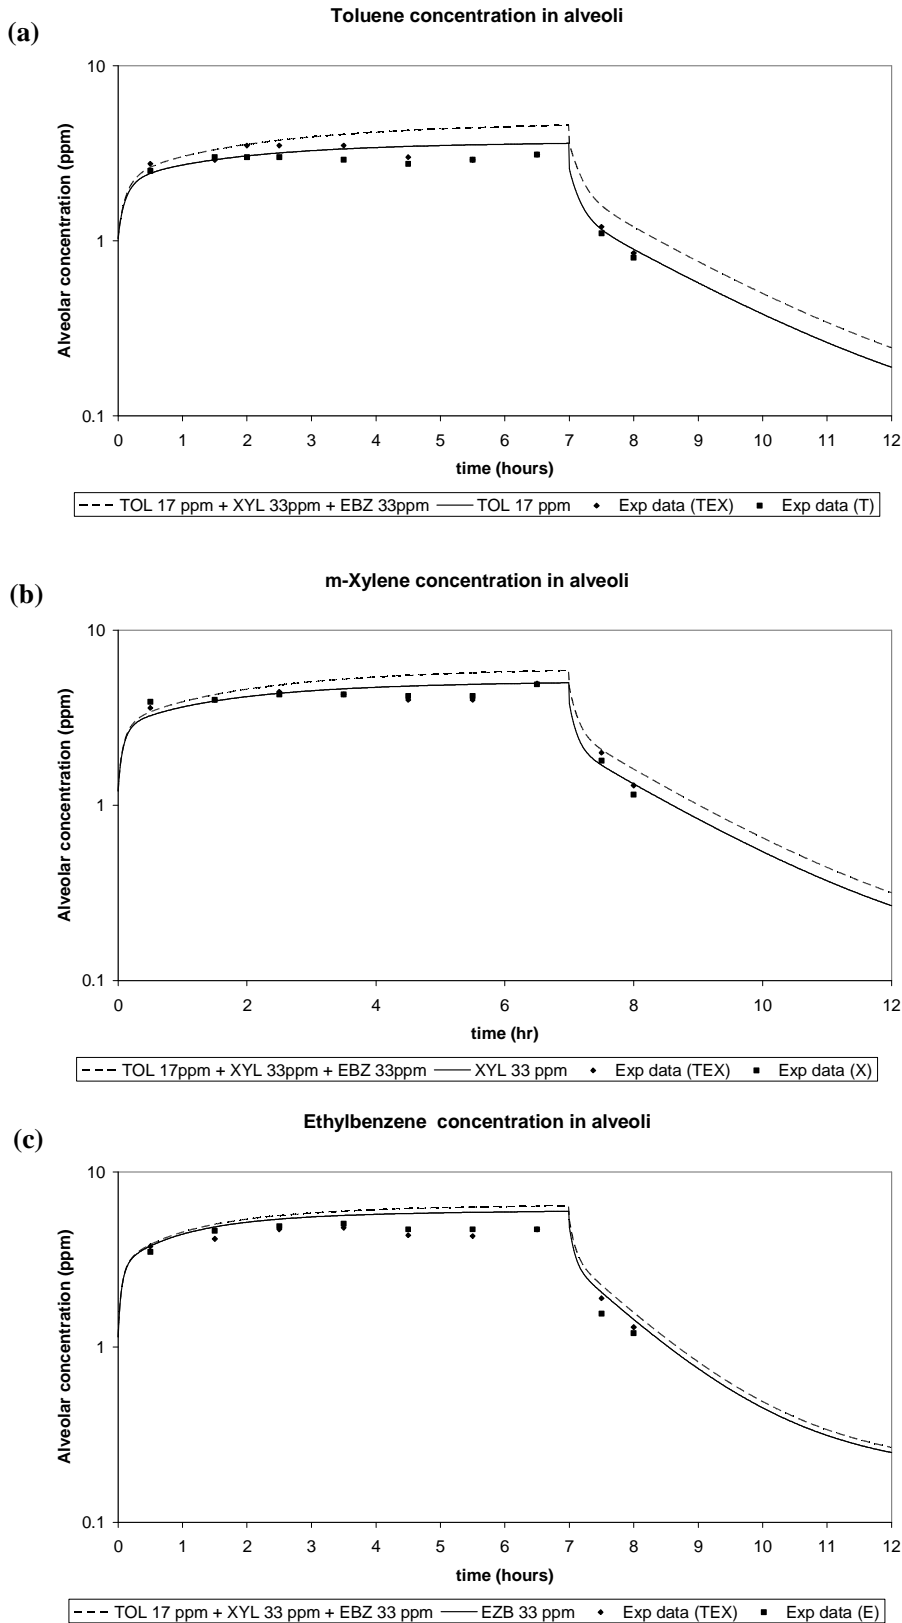 Toluene concentration in alveoli
(a)
10
1
0.1
Alveolar concentration (ppm)
0 1 2 3 4 5 6 7 8 9 10 11 12
time (hours)
TOL 17 ppm + XYL 33ppm + EBZ 33ppm TOL 17 ppm Exp data (TEX) Exp data (T)
m-Xylene concentration in alveoli
(b)
10
1
0.1
Alveolar concentration (ppm)
0 2 4 6 8 10 12
time (hr)
TOL 17ppm + XYL 33ppm + EBZ 33ppm XYL 33 ppm Exp data (TEX) Exp data (X)
Ethylbenzene concentration in alveoli
(c)
10
1
0.1
Alveolar concentration (ppm)
0 1 2 3 4 5 6 7 8 9 10 11 12
time (hours)
TOL 17 ppm + XYL 33 ppm + EBZ 33 ppm EZB 33 ppm Exp data (TEX) Exp data (E)